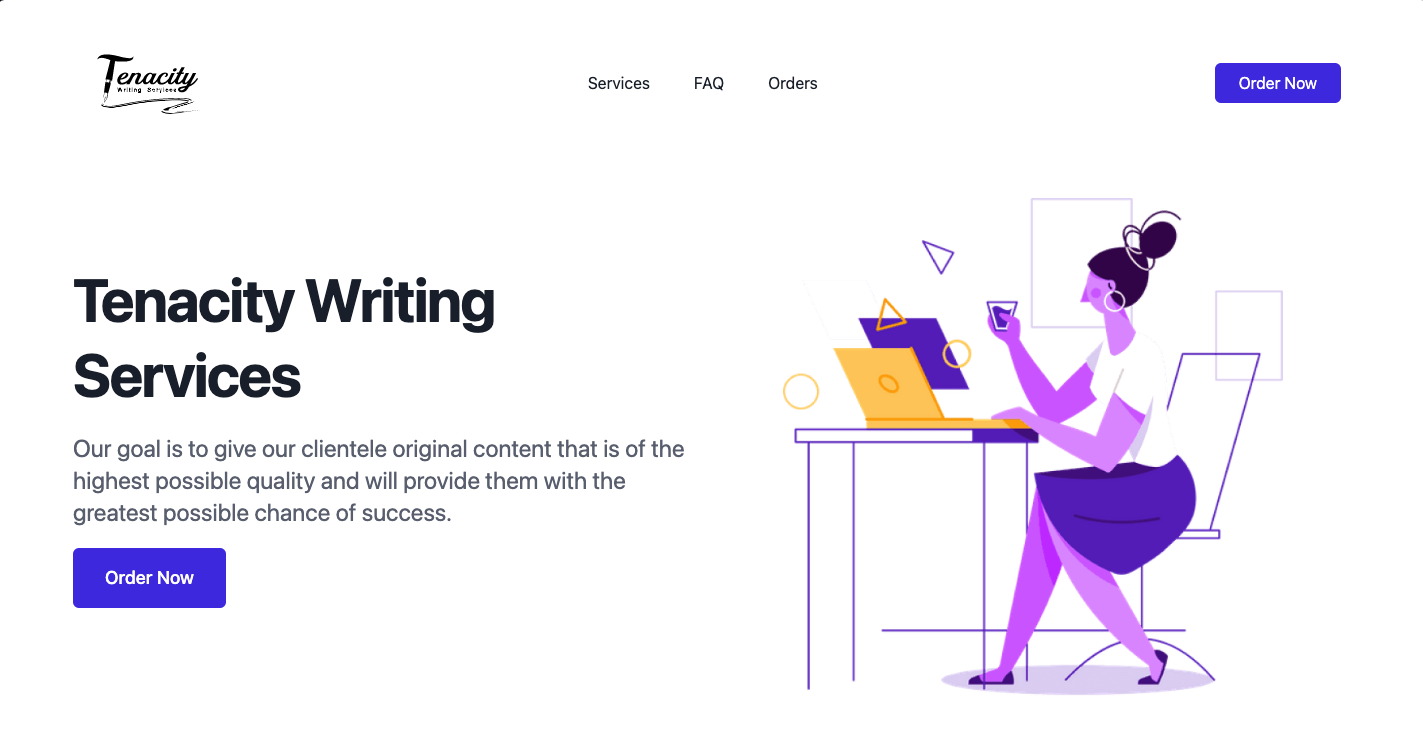 Tenacity
Writing Services
Services FAQ Orders
Order Now
Tenacity Writing
Services
Our goal is to give our clientele original content that is of the
highest possible quality and will provide them with the
greatest possible chance of success.
Order Now